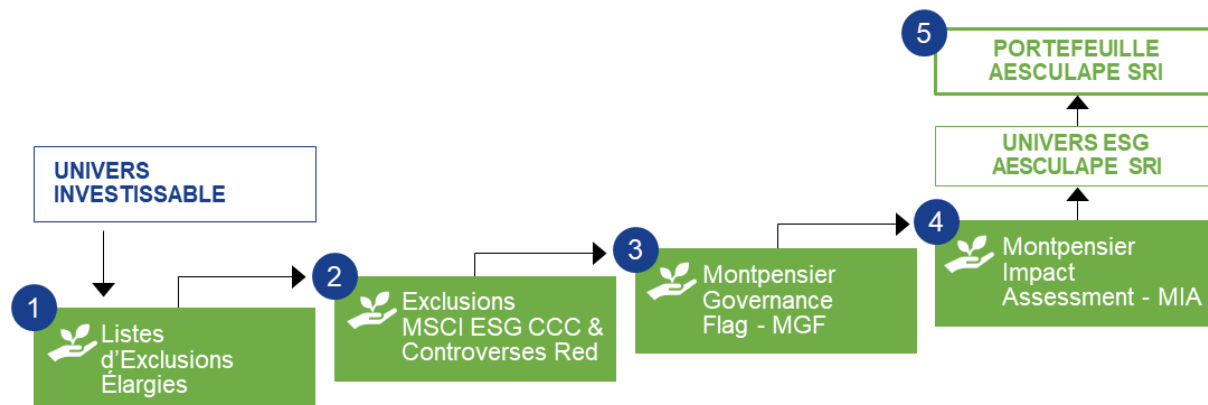 UNIVERS
INVESTISSABLE
1
Listes
d'Exclusions
Élargies
2
Exclusions
MSCI ESG CCC &
Controverses Red
3
Montpensier
Governance
Flag - MGF
4
Montpensier
Impact
Assessment - MIA
UNIVERS ESG
AESCULAPE SRI
5
PORTEFEUILLE
AESCULAPE SRI